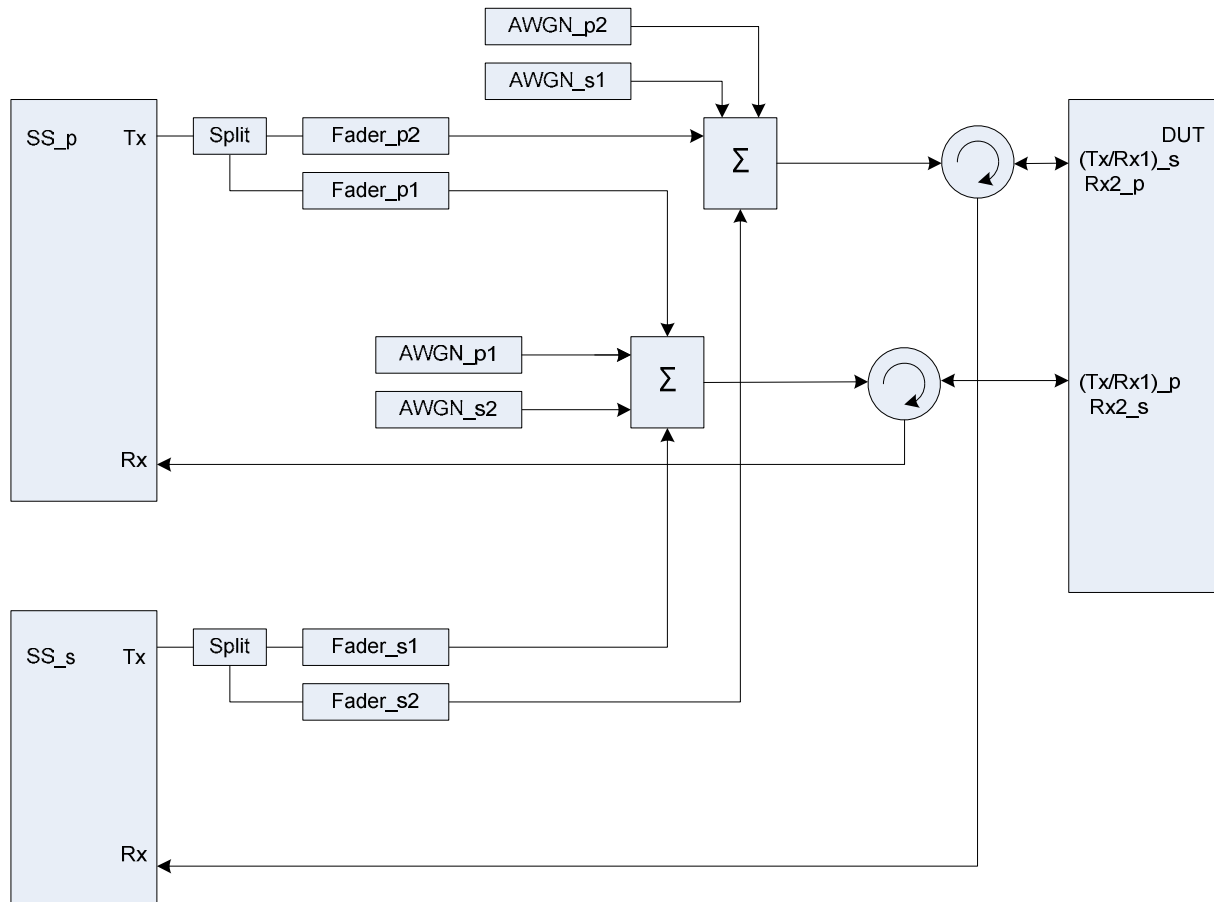 AWGN_p2
AWGN_s1
SS_p
Tx
Split
Fader_p2
Fader_p1
Σ
DUT
(Tx/Rx1)_s
Rx2_p
AWGN_p1
AWGN_s2
Σ
(Tx/Rx1)_p
Rx2_s
Rx
SS_s
Tx
Split
Fader_s1
Fader_s2
Rx